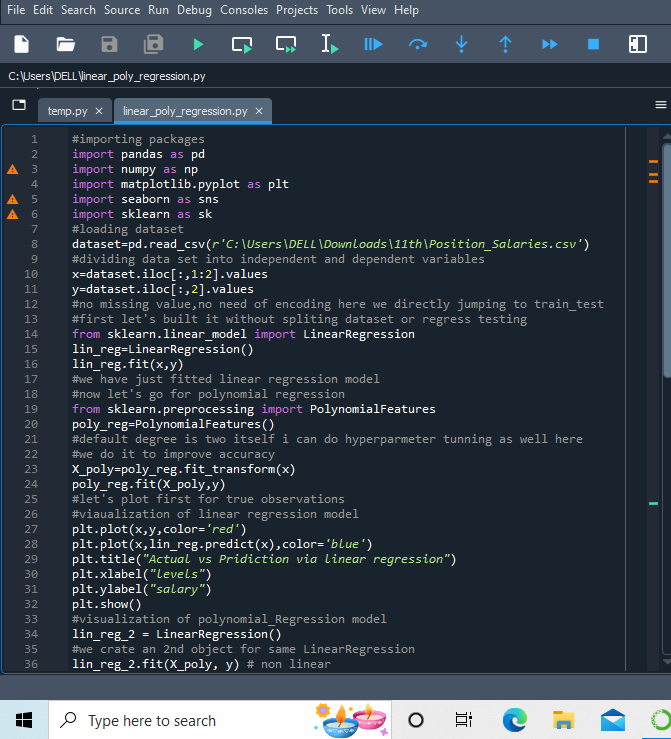 File Edit Search Source Run Debug Consoles Projects Tools View Help
C:\Users\DELL\linear_poly_regression.py
temp.py × linear_poly_regression.py ×
1 #importing packages
2 import pandas as pd
3 import numpy as np
4 import matplotlib.pyplot as plt
5 import seaborn as sns
6 import sklearn as sk
7 #loading dataset
8 dataset=pd.read_csv(r'C:\Users\DELL\Downloads\11th\Position_Salaries.csv')
9 #dividing data set into independent and dependent variables
10 x=dataset.iloc[:,1:2].values
11 y=dataset.iloc[:,2].values
12 #no missing value,no need of encoding here we directly jumping to train_test
13 #first let's built it without spliting dataset or regress testing
14 from sklearn.linear_model import LinearRegression
15 lin_reg=LinearRegression()
16 lin_reg.fit(x,y)
17 #we have just fitted linear regression model
18 #now let's go for polynomial regression
19 from sklearn.preprocessing import PolynomialFeatures
20 poly_reg=PolynomialFeatures()
21 #default degree is two itself i can do hyperparmeter tunning as well here
22 #we do it to improve accuracy
23 X_poly=poly_reg.fit_transform(x)
24 poly_reg.fit(X_poly,y)
25 #let's plot first for true observations
26 #viaualization of linear regression model
27 plt.plot(x,y,color='red')
28 plt.plot(x,lin_reg.predict(x),color='blue')
29 plt.title("Actual vs Pridiction via linear regression")
30 plt.xlabel("levels")
31 plt.ylabel("salary")
32 plt.show()
33 #visualization of polynomial_Regression model
34 lin_reg_2 = LinearRegression()
35 #we crate an 2nd object for same LinearRegression
36 lin_reg_2.fit(X_poly, y) # non linear
Type here to search